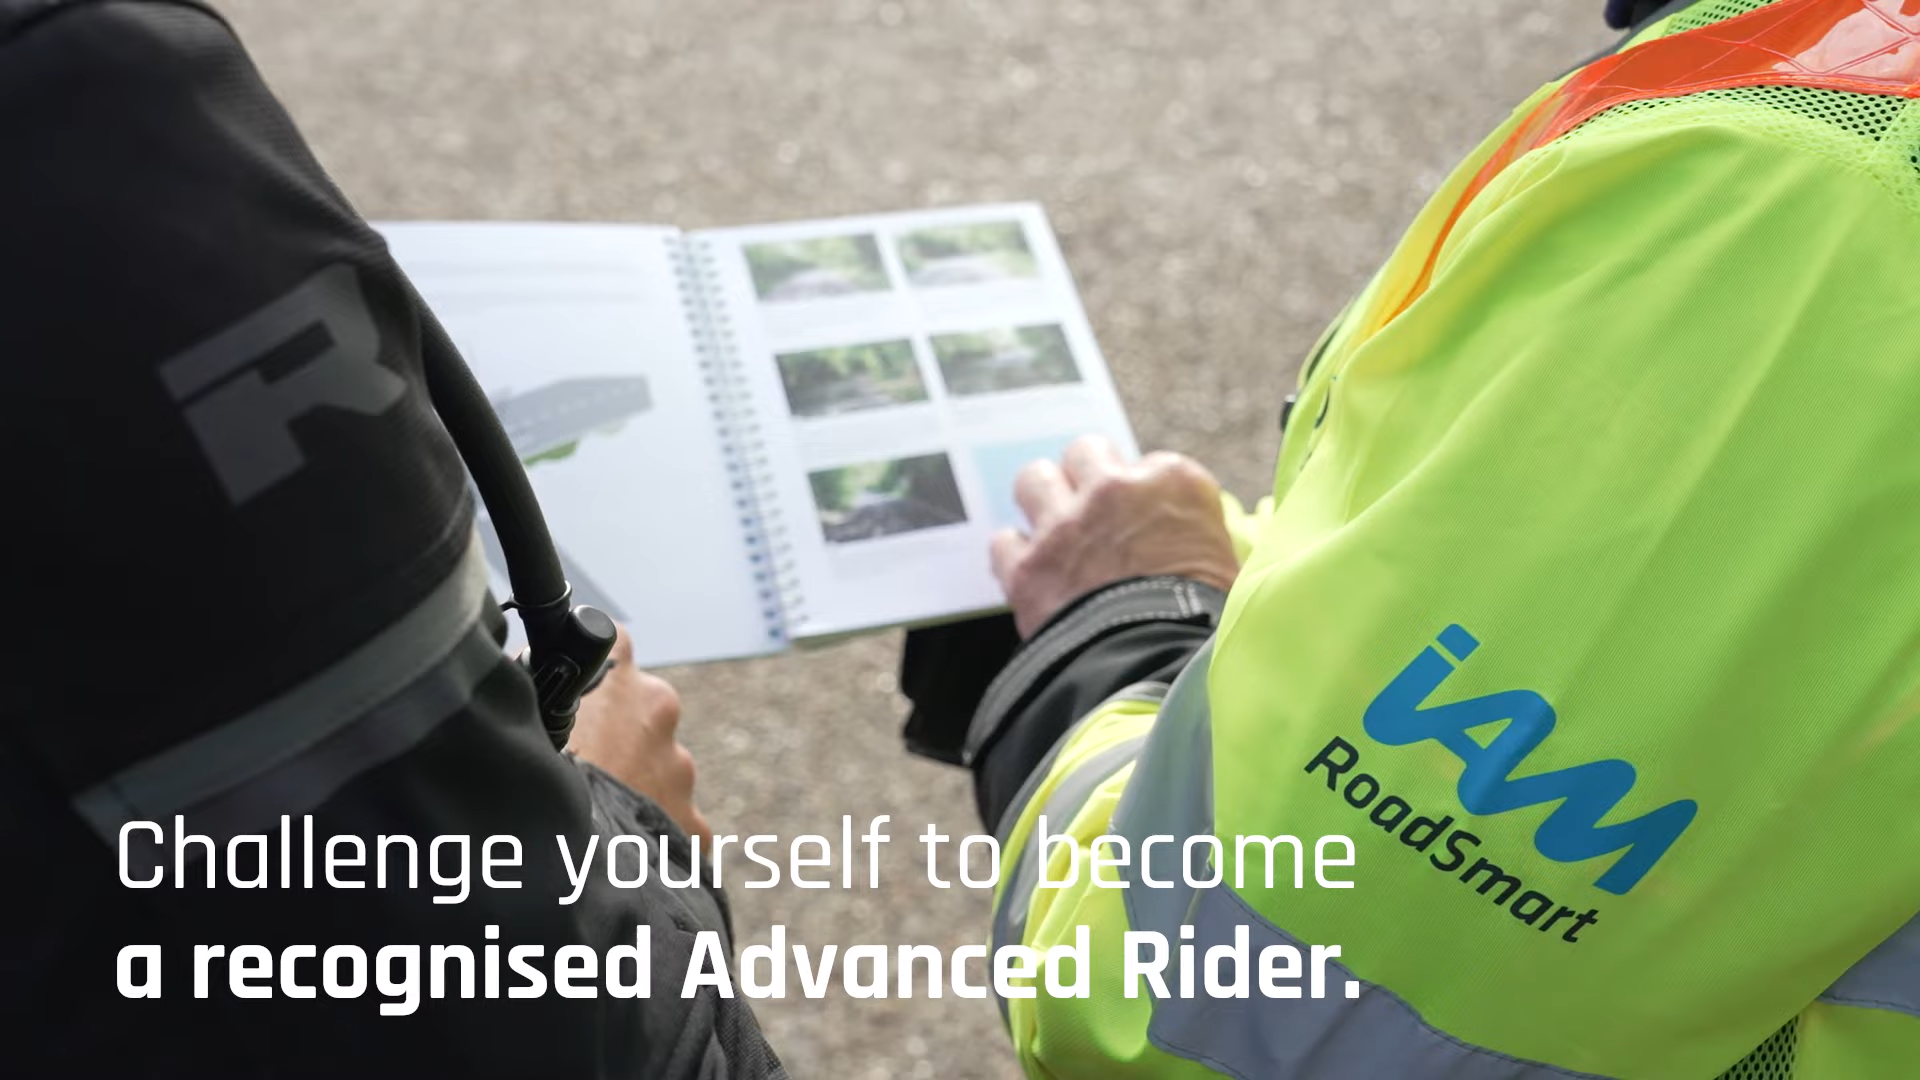 R
iAM
RoadSmart
Challenge yourself to become
a recognised Advanced Rider.